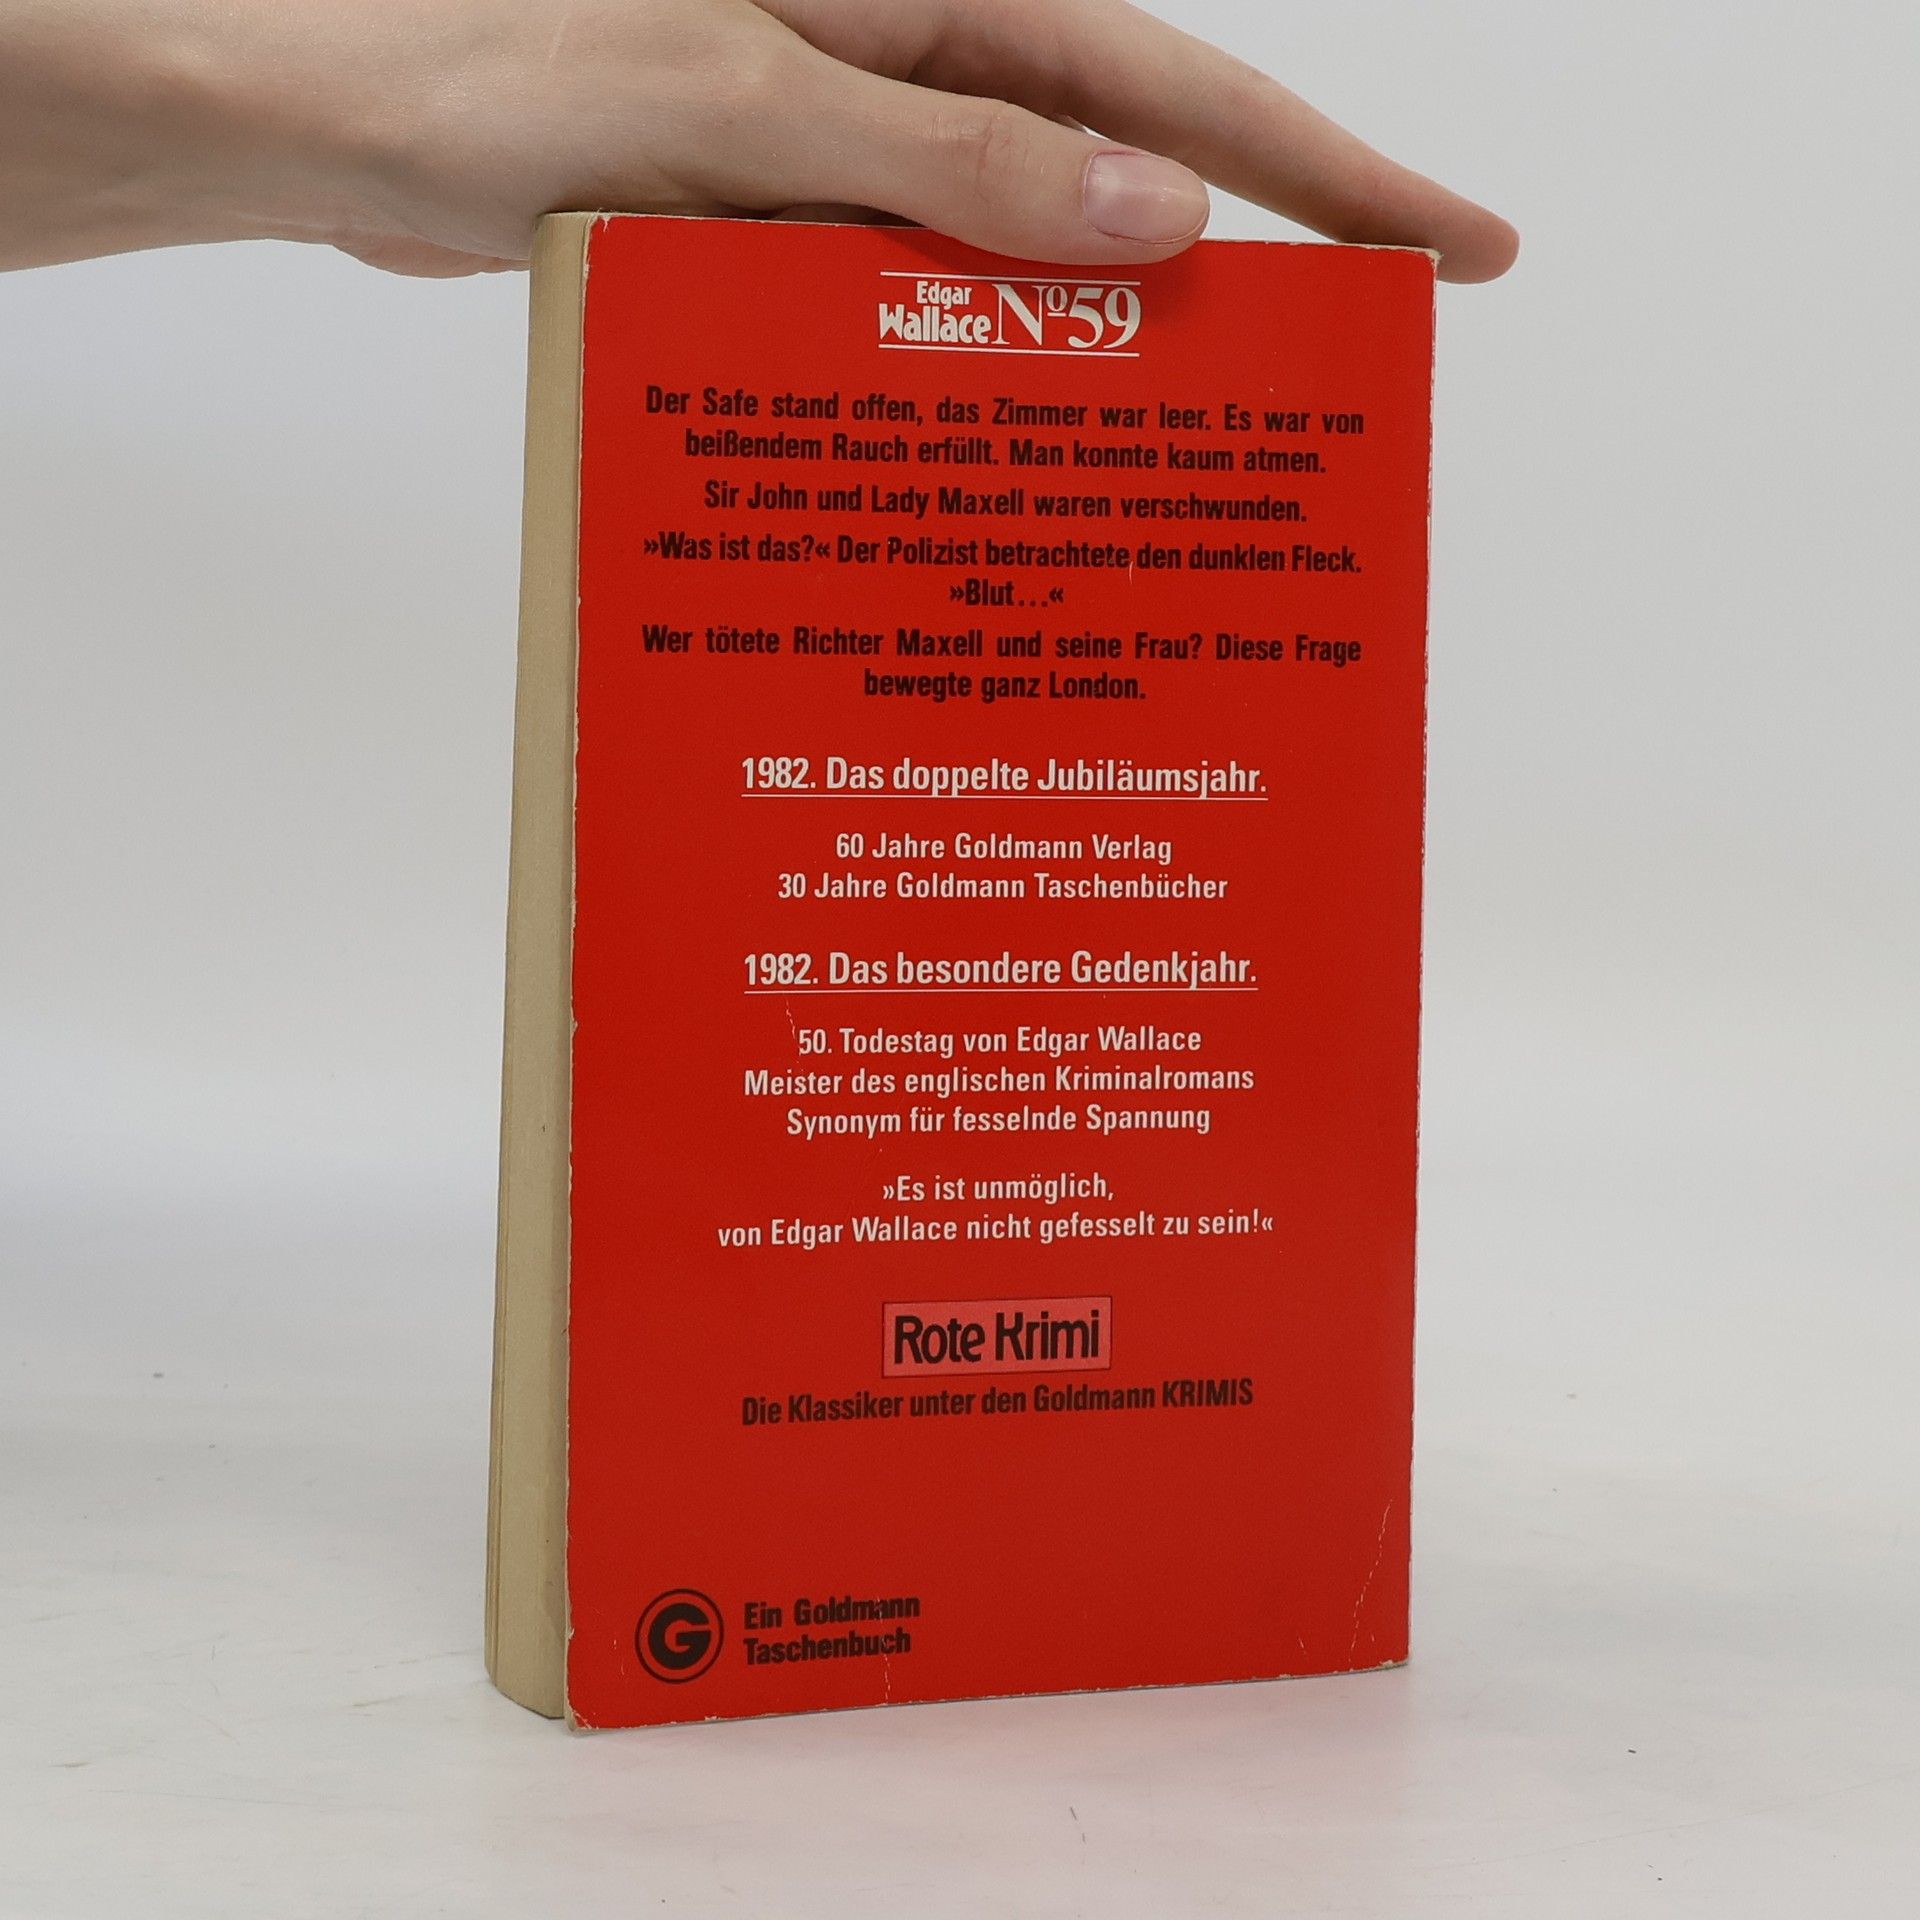 Edgar
Wallace Nº59
Der Safe stand offen, das Zimmer war leer. Es war von
beißendem Rauch erfüllt. Man konnte kaum atmen.
Sir John und Lady Maxell waren verschwunden.
»Was ist das?« Der Polizist betrachtete den dunklen Fleck.
»Blut...«
Wer tötete Richter Maxell und seine Frau? Diese Frage
bewegte ganz London.
1982. Das doppelte Jubiläumsjahr.
60 Jahre Goldmann Verlag
30 Jahre Goldmann Taschenbücher
1982. Das besondere Gedenkjahr.
50. Todestag von Edgar Wallace
Meister des englischen Kriminalromans
Synonym für fesselnde Spannung
»Es ist unmöglich,
von Edgar Wallace nicht gefesselt zu sein!«
Rote Krimi
Die Klassiker unter den Goldmann KRIMIS
G
Ein Goldmann
Taschenbuch